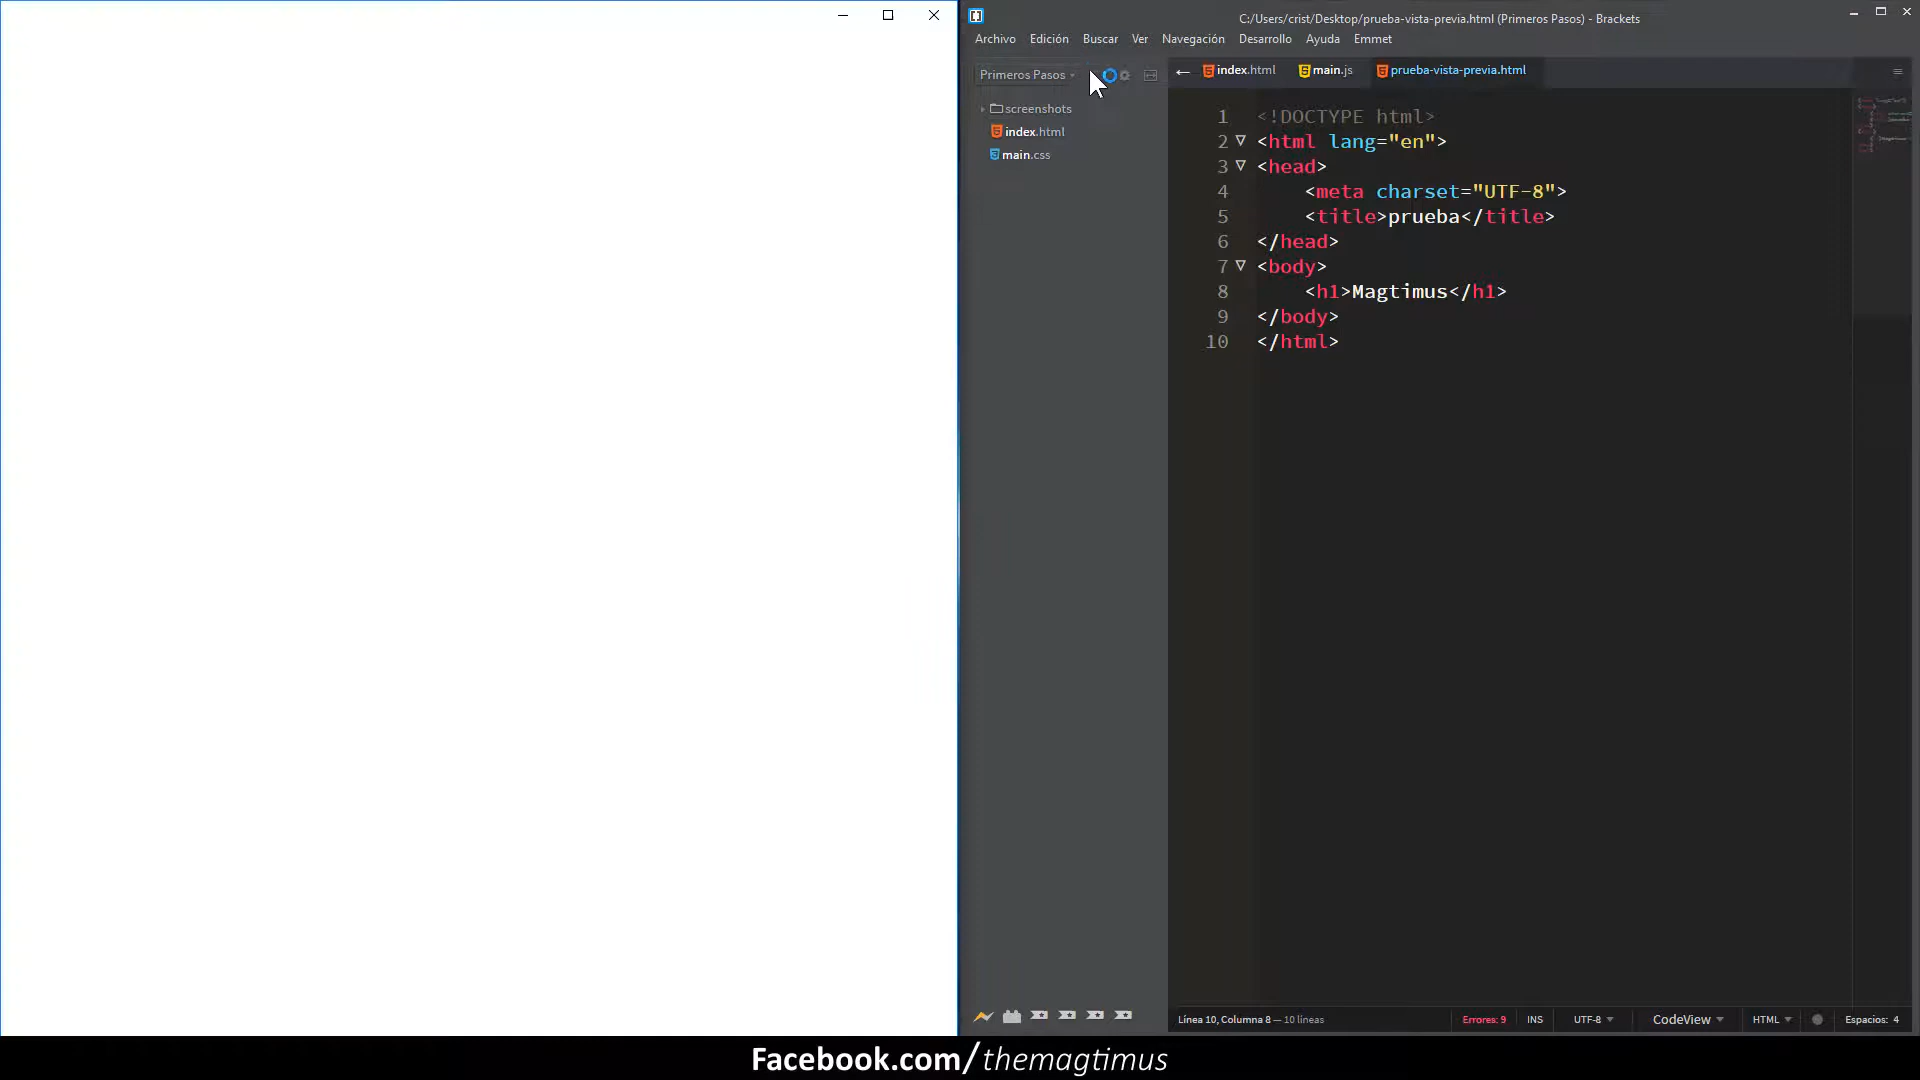 C:/Users/crist/Desktop/prueba-vista-previa.html (Primeros Pasos) - Brackets
Archivo Edición Buscar Ver Navegación Desarrollo Ayuda Emmet
Primeros Pasos
index.html main.js prueba-vista-previa.html
screenshots
index.html
main.css
1 <!DOCTYPE html>
2 <html lang="en">
3 <head>
4 <meta charset="UTF-8">
5 <title>prueba</title>
6 </head>
7 <body>
8 <h1>Magtimus</h1>
9 </body>
10 </html>
Línea 10, Columna 8 — 10 líneas Errores: 9 INS UTF-8 CodeView HTML Espacios: 4
Facebook.com/themagtimus